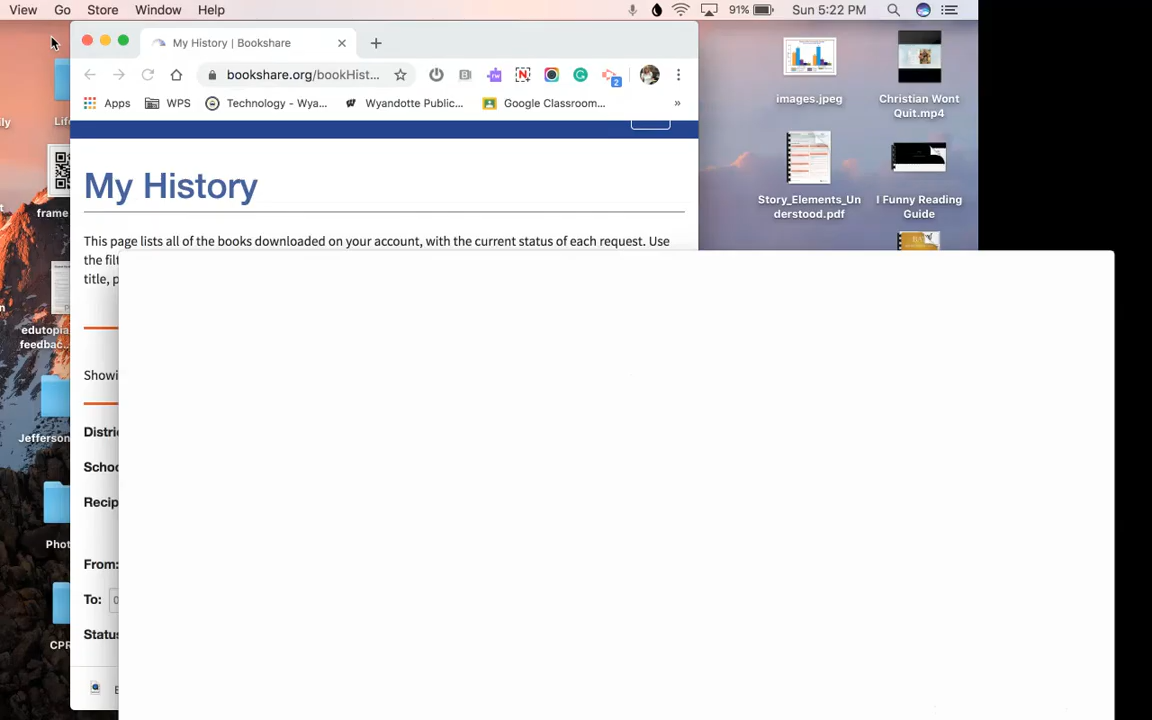 View Go Store Window Help 91% Sun 5:22 PM
My History | Bookshare
bookshare.org/bookHist...
2
Apps WPS Technology - Wya... Wyandotte Public... Google Classroom... »
My History
This page lists all of the books downloaded on your account, with the current status of each request. Use
the filt
title, p
Showi
Distric
Schoo
Recip
From:
To: 0
Status
E
Life
frame
edutopia
feedbac..
Jefferson
Phot
CPR
images.jpeg
Christian Wont
Quit.mp4
Story_Elements_Un
derstood.pdf
I Funny Reading
Guide